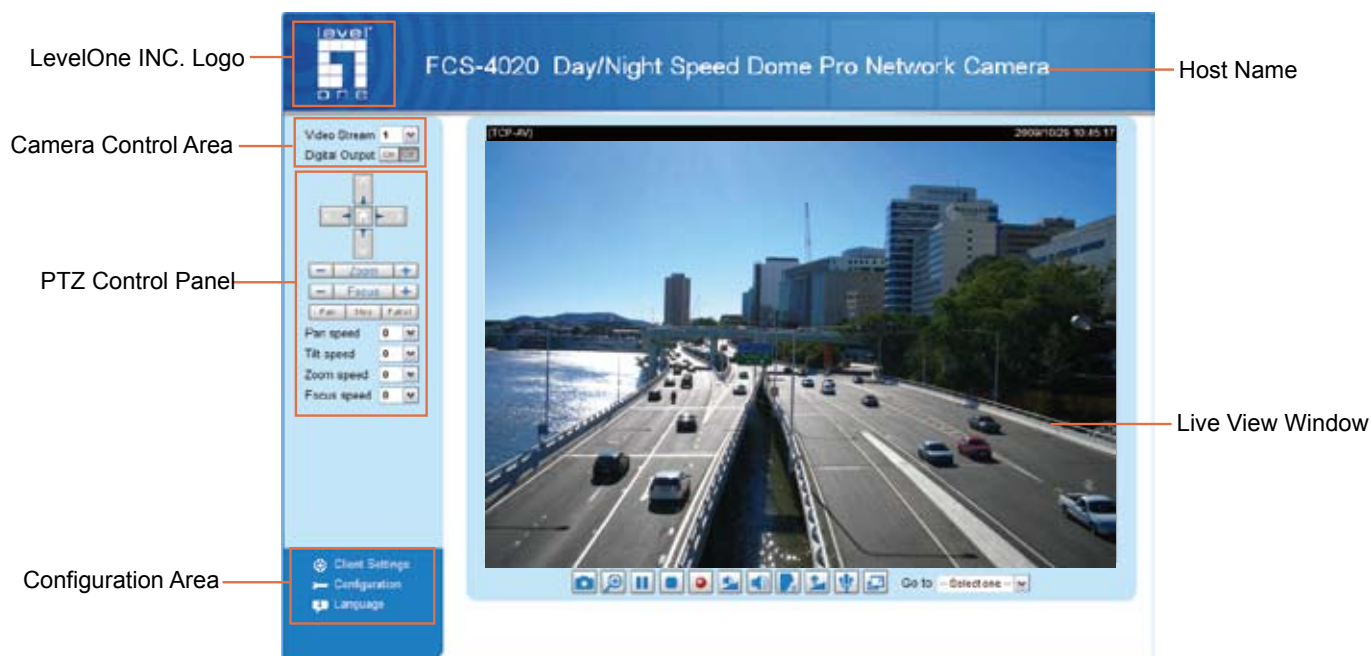 level
one
LevelOne INC. Logo
FCS-4020 Day/Night Speed Dome Pro Network Camera
Host Name
Camera Control Area
Video Stream 1
Digital Output On Off
(TCP-AV) 2009/10/29 10:45:17
PTZ Control Panel
- Zoom +
- Focus +
Pan Stop Patrol
Pan speed 0
Tilt speed 0
Zoom speed 0
Focus speed 0
Live View Window
Configuration Area
Client Settings
Configuration
Language
Go to -- Select one --